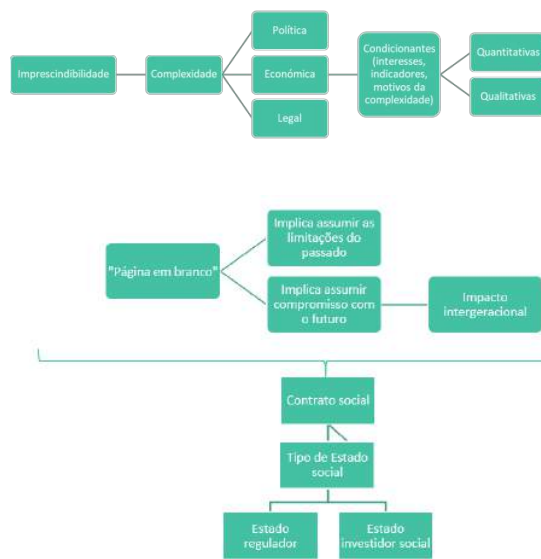 Política
Imprescindibilidade
Complexidade
Económica
Legal
Condicionantes
(interesses,
indicadores,
motivos da
complexidade)
Quantitativas
Qualitativas
"Página em branco"
Implica assumir as
limitações do
passado
Implica assumir
compromisso com
o futuro
Impacto
intergeracional
Contrato social
Tipo de Estado
social
Estado
regulador
Estado
investidor social